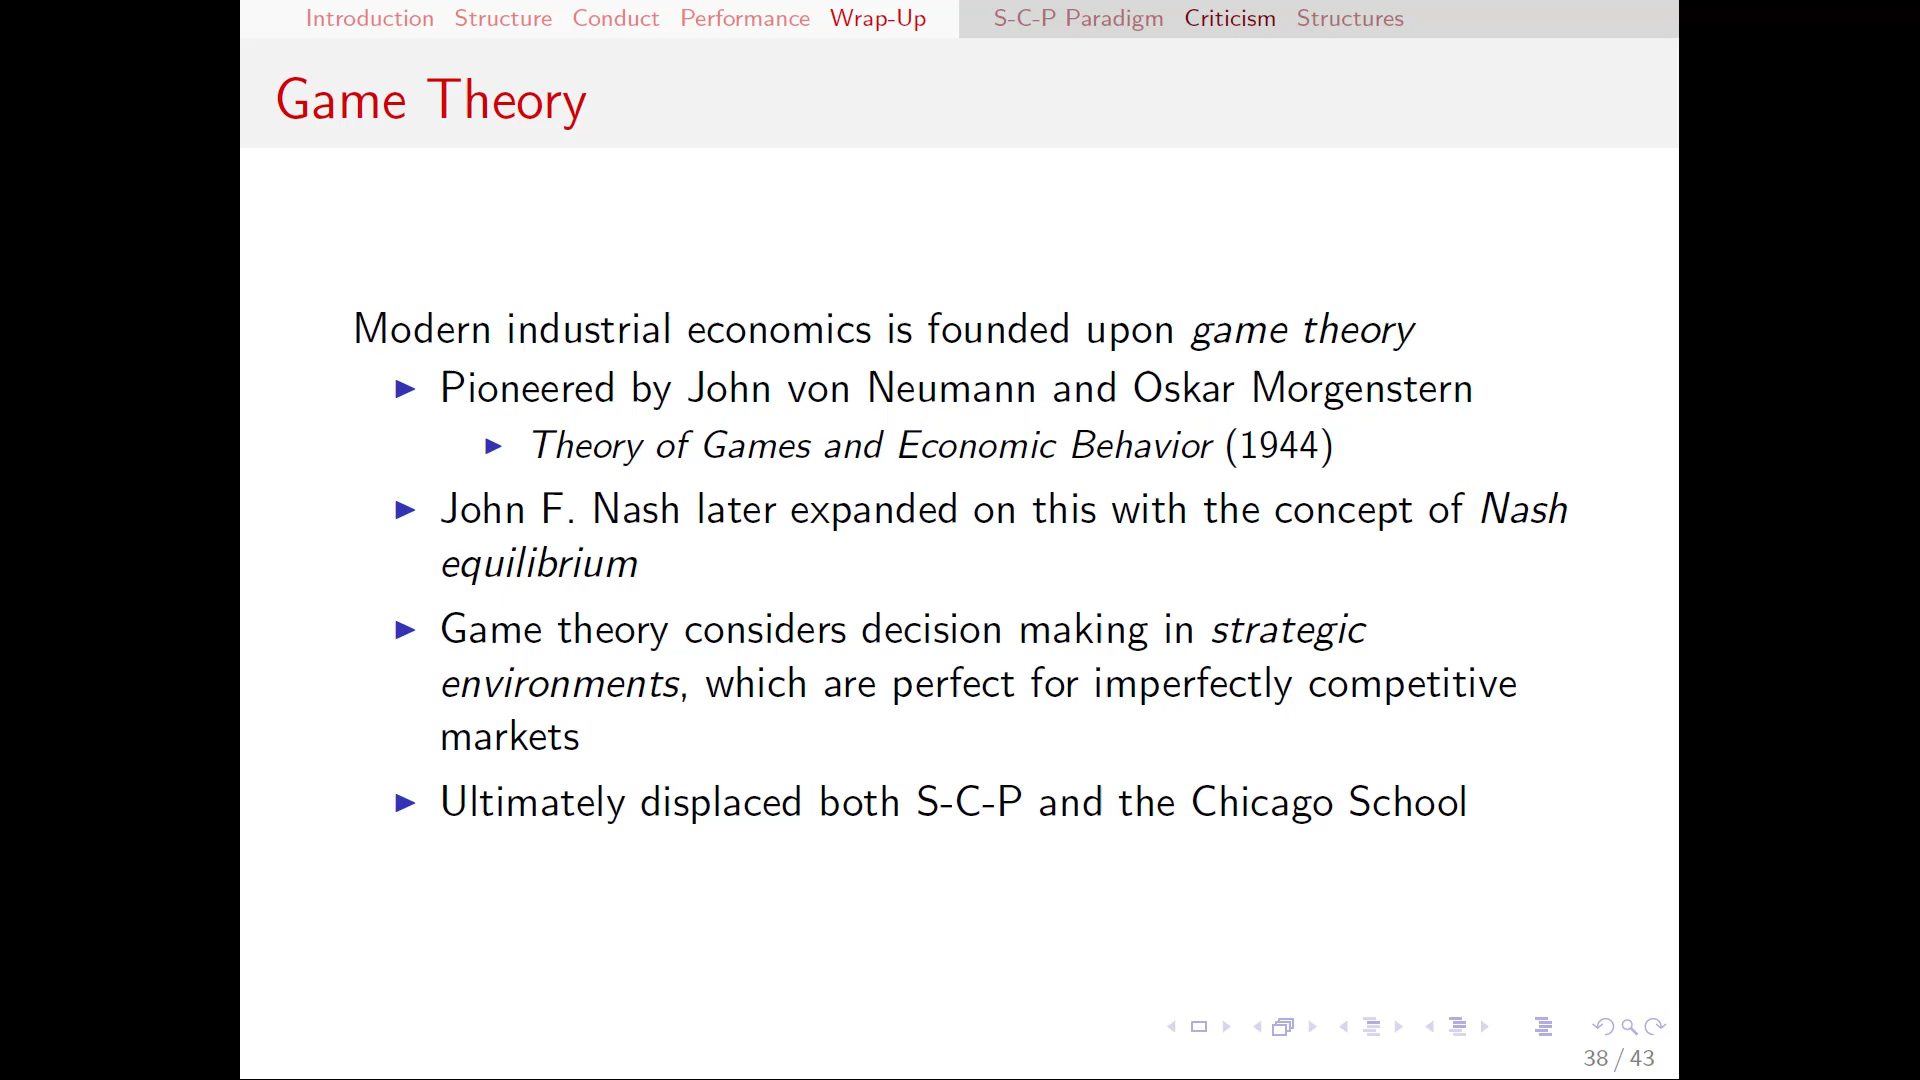 Introduction Structure Conduct Performance Wrap-Up S-C-P Paradigm Criticism Structures
Game Theory
Modern industrial economics is founded upon game theory
Pioneered by John von Neumann and Oskar Morgenstern
Theory of Games and Economic Behavior (1944)
John F. Nash later expanded on this with the concept of Nash
equilibrium
Game theory considers decision making in strategic
environments, which are perfect for imperfectly competitive
markets
Ultimately displaced both S-C-P and the Chicago School
38 / 43